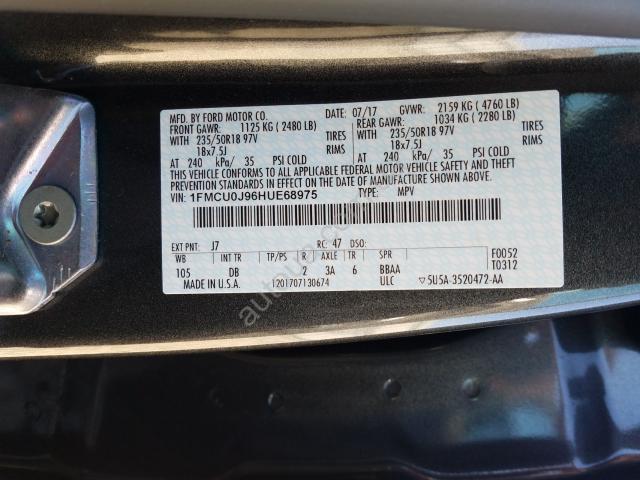 MFD. BY FORD MOTOR CO. DATE: 07/17 GVWR: 2159 KG ( 4760 LB)
FRONT GAWR: 1125 KG ( 2480 LB) REAR GAWR: 1034 KG ( 2280 LB)
WITH 235/50R18 97V TIRES WITH 235/50R18 97V TIRES
18x7.5J RIMS 18x7.5J RIMS
AT 240 kPa/ 35 PSI COLD AT 240 kPa/ 35 PSI COLD
THIS VEHICLE CONFORMS TO ALL APPLICABLE FEDERAL MOTOR VEHICLE SAFETY AND THEFT
PREVENTION STANDARDS IN EFFECT ON THE DATE OF MANUFACTURE SHOWN ABOVE.
VIN: 1FMCU0J96HUE68975 TYPE: MPV
EXT PNT: J7 RC: 47 DSO: F0052
WB INT TR TP/PS R AXLE TR SPR T0312
105 DB 2 3A 6 BBAA
MADE IN U.S.A. 1201707130674 ULC ▽5U5A-3520472-AA